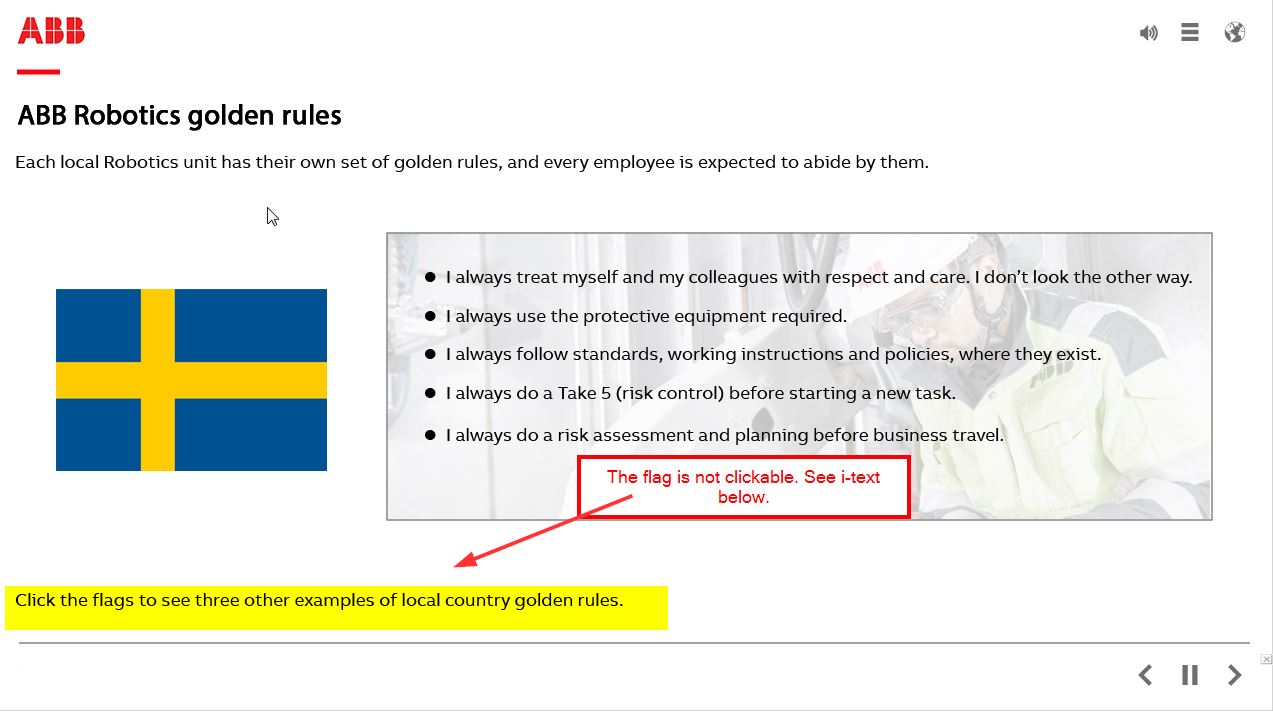 ABB
ABB Robotics golden rules
Each local Robotics unit has their own set of golden rules, and every employee is expected to abide by them.
● I always treat myself and my colleagues with respect and care. I don’t look the other way.
● I always use the protective equipment required.
● I always follow standards, working instructions and policies, where they exist.
● I always do a Take 5 (risk control) before starting a new task.
● I always do a risk assessment and planning before business travel.
The flag is not clickable. See i-text
below.
Click the flags to see three other examples of local country golden rules.